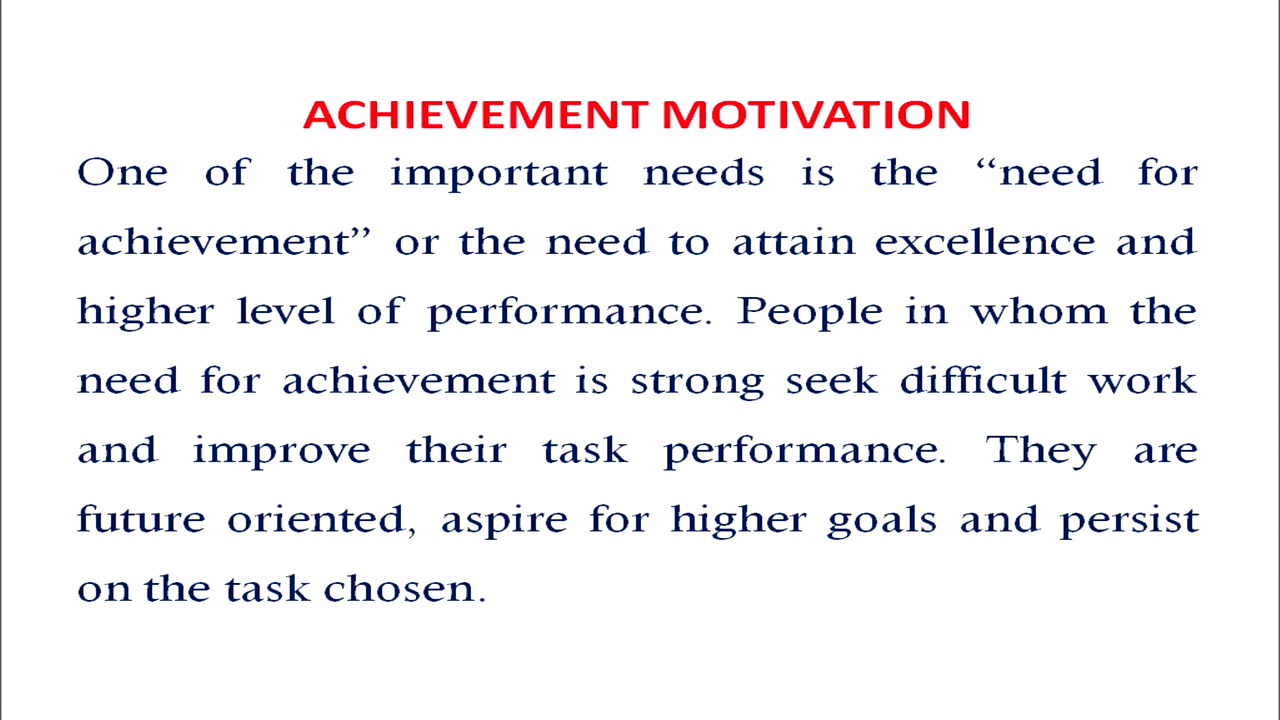 ACHIEVEMENT MOTIVATION
One of the important needs is the “need for
achievement” or the need to attain excellence and
higher level of performance. People in whom the
need for achievement is strong seek difficult work
and improve their task performance. They are
future oriented, aspire for higher goals and persist
on the task chosen.